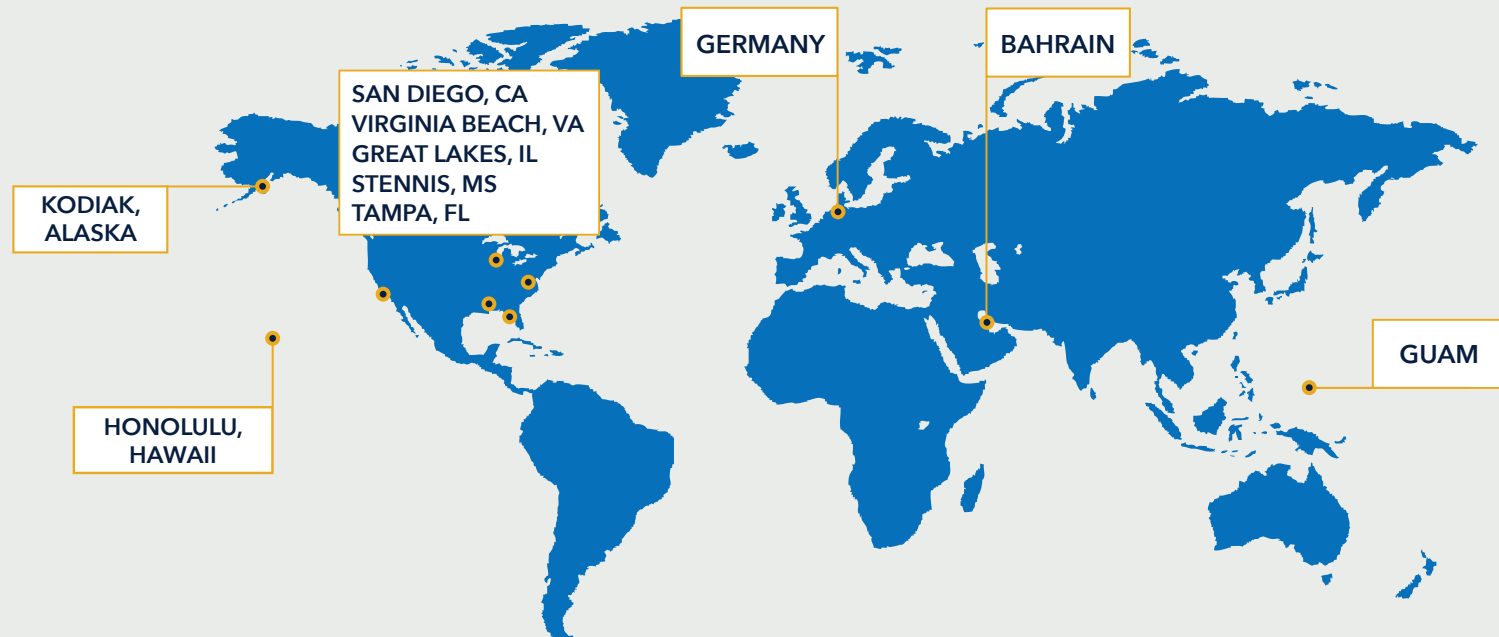 GERMANY
BAHRAIN
SAN DIEGO, CA
VIRGINIA BEACH, VA
GREAT LAKES, IL
STENNIS, MS
TAMPA, FL
KODIAK,
ALASKA
GUAM
HONOLULU,
HAWAII